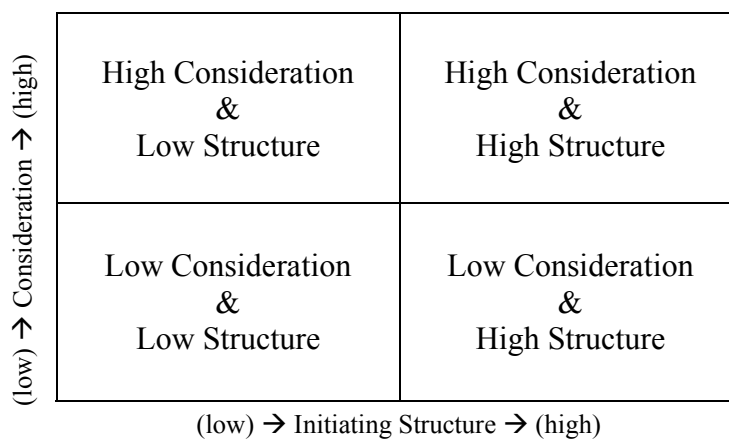 (low) → Consideration → (high)
High Consideration
&
Low Structure
High Consideration
&
High Structure
Low Consideration
&
Low Structure
Low Consideration
&
High Structure
(low) → Initiating Structure → (high)